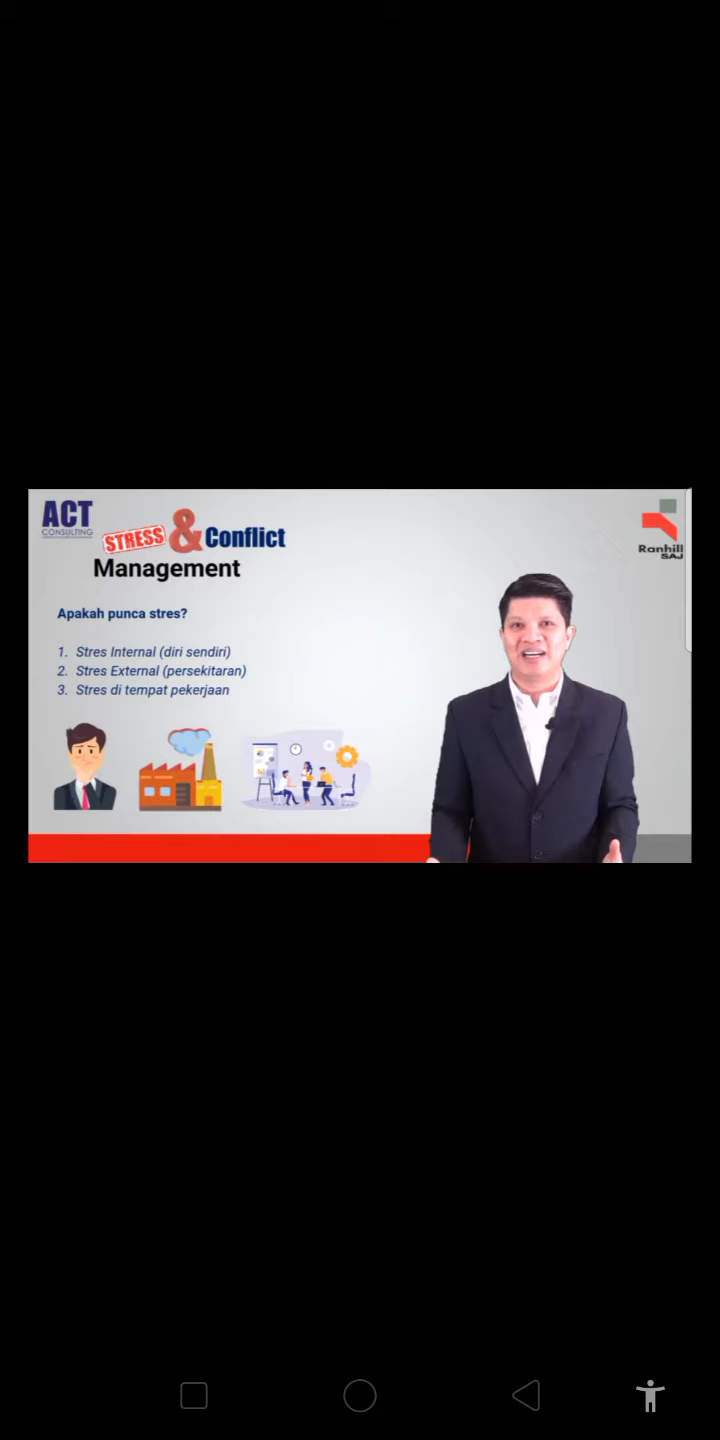 ACT
CONSULTING
STRESS & Conflict
Management
Ranhill
SAJ
Apakah punca stres?
1. Stres Internal (diri sendiri)
2. Stres External (persekitaran)
3. Stres di tempat pekerjaan